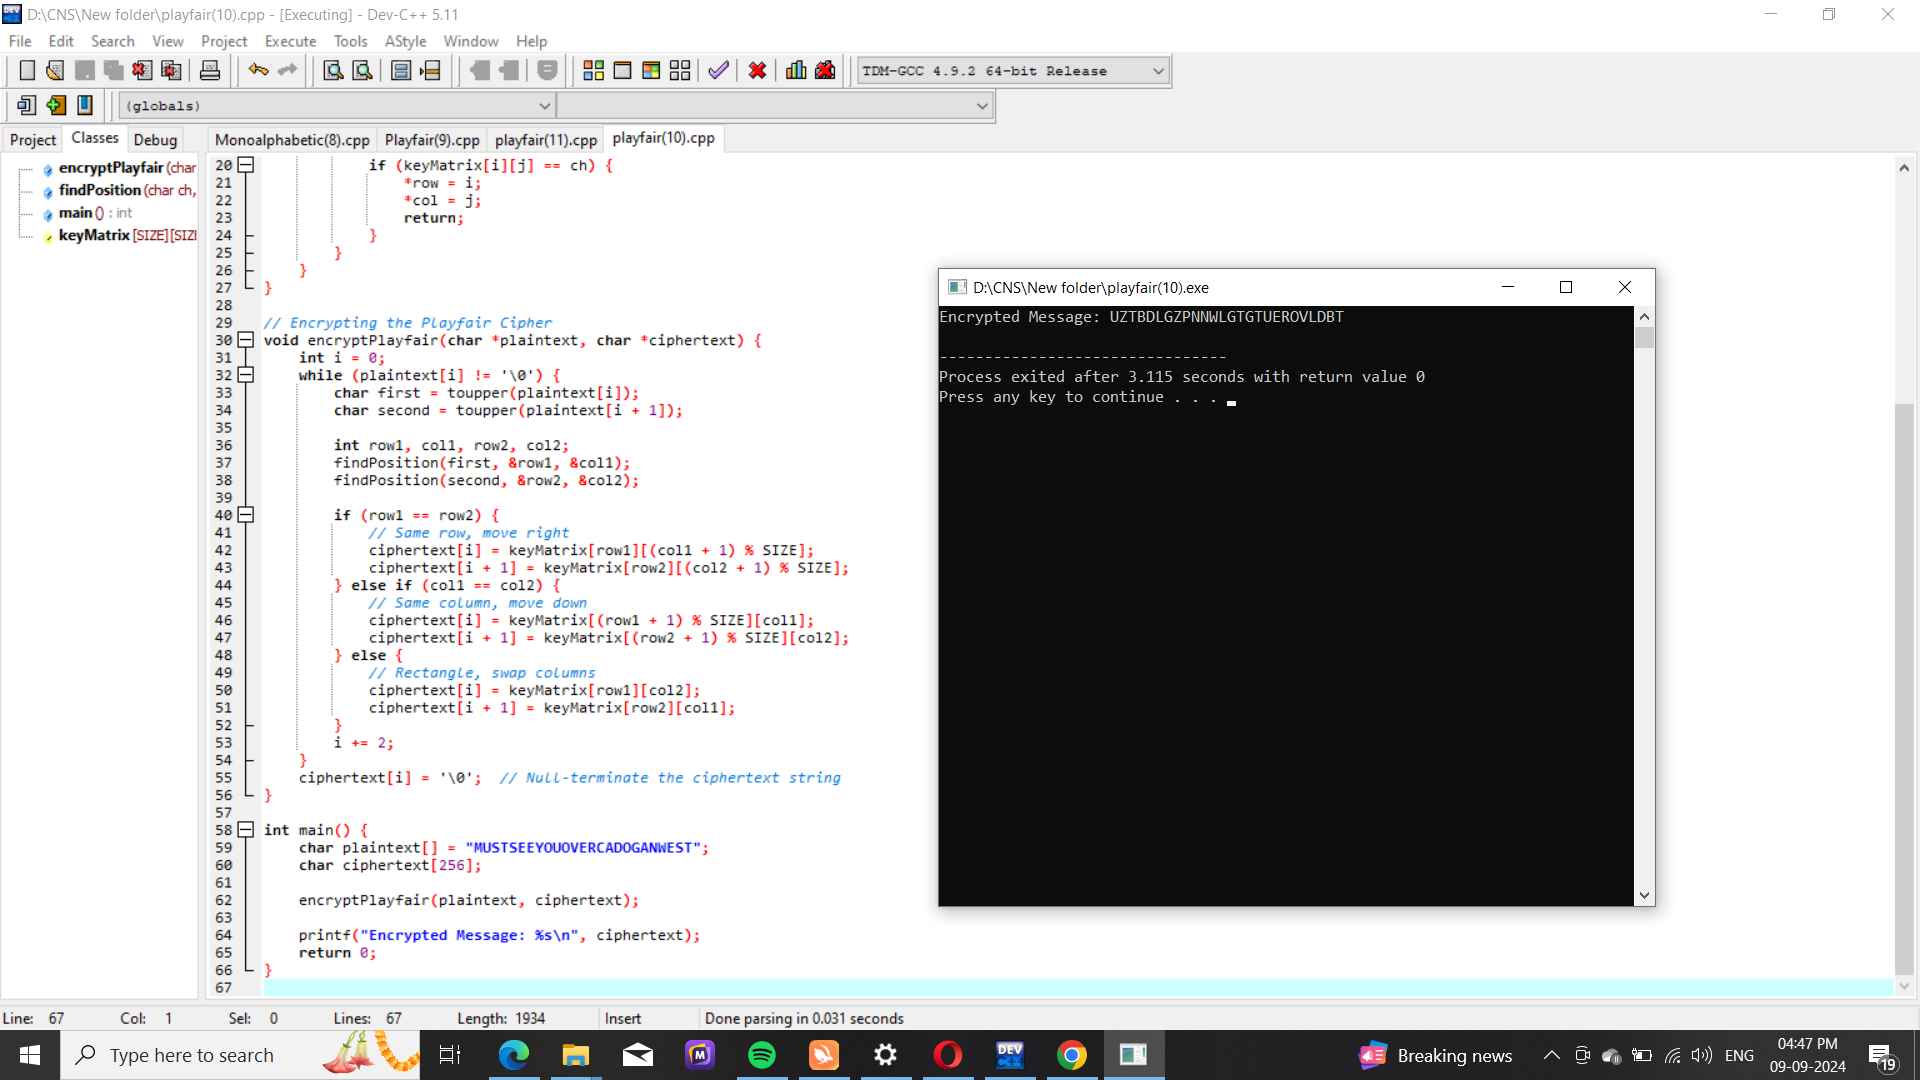 D:\CNS\New folder\playfair(10).cpp - [Executing] - Dev-C++ 5.11
File Edit Search View Project Execute Tools AStyle Window Help
TDM-GCC 4.9.2 64-bit Release
(globals)
Project Classes Debug
Monoalphabetic(8).cpp Playfair(9).cpp playfair(11).cpp playfair(10).cpp
encryptPlayfair (char
findPosition (char ch,
main () : int
keyMatrix [SIZE][SIZI
20 if (keyMatrix[i][j] == ch) {
21 *row = i;
22 *col = j;
23 return;
24 }
25 }
26 }
27 }
28
29 // Encrypting the Playfair Cipher
30 void encryptPlayfair(char *plaintext, char *ciphertext) {
31 int i = 0;
32 while (plaintext[i] != '\0') {
33 char first = toupper(plaintext[i]);
34 char second = toupper(plaintext[i + 1]);
35
36 int row1, col1, row2, col2;
37 findPosition(first, &row1, &col1);
38 findPosition(second, &row2, &col2);
39
40 if (row1 == row2) {
41 // Same row, move right
42 ciphertext[i] = keyMatrix[row1][(col1 + 1) % SIZE];
43 ciphertext[i + 1] = keyMatrix[row2][(col2 + 1) % SIZE];
44 } else if (col1 == col2) {
45 // Same column, move down
46 ciphertext[i] = keyMatrix[(row1 + 1) % SIZE][col1];
47 ciphertext[i + 1] = keyMatrix[(row2 + 1) % SIZE][col2];
48 } else {
49 // Rectangle, swap columns
50 ciphertext[i] = keyMatrix[row1][col2];
51 ciphertext[i + 1] = keyMatrix[row2][col1];
52 }
53 i += 2;
54 }
55 ciphertext[i] = '\0'; // Null-terminate the ciphertext string
56 }
57
58 int main() {
59 char plaintext[] = "MUSTSEEYOUOVERCADOGANWEST";
60 char ciphertext[256];
61
62 encryptPlayfair(plaintext, ciphertext);
63
64 printf("Encrypted Message: %s\n", ciphertext);
65 return 0;
66 }
67
D:\CNS\New folder\playfair(10).exe
Encrypted Message: UZTBDLGZPNNWLGTGTUEROVLDBT
--------------------------------
Process exited after 3.115 seconds with return value 0
Press any key to continue . . .
Line: 67 Col: 1 Sel: 0 Lines: 67 Length: 1934 Insert Done parsing in 0.031 seconds
Type here to search
DEV
Breaking news
ENG
04:47 PM
09-09-2024
19